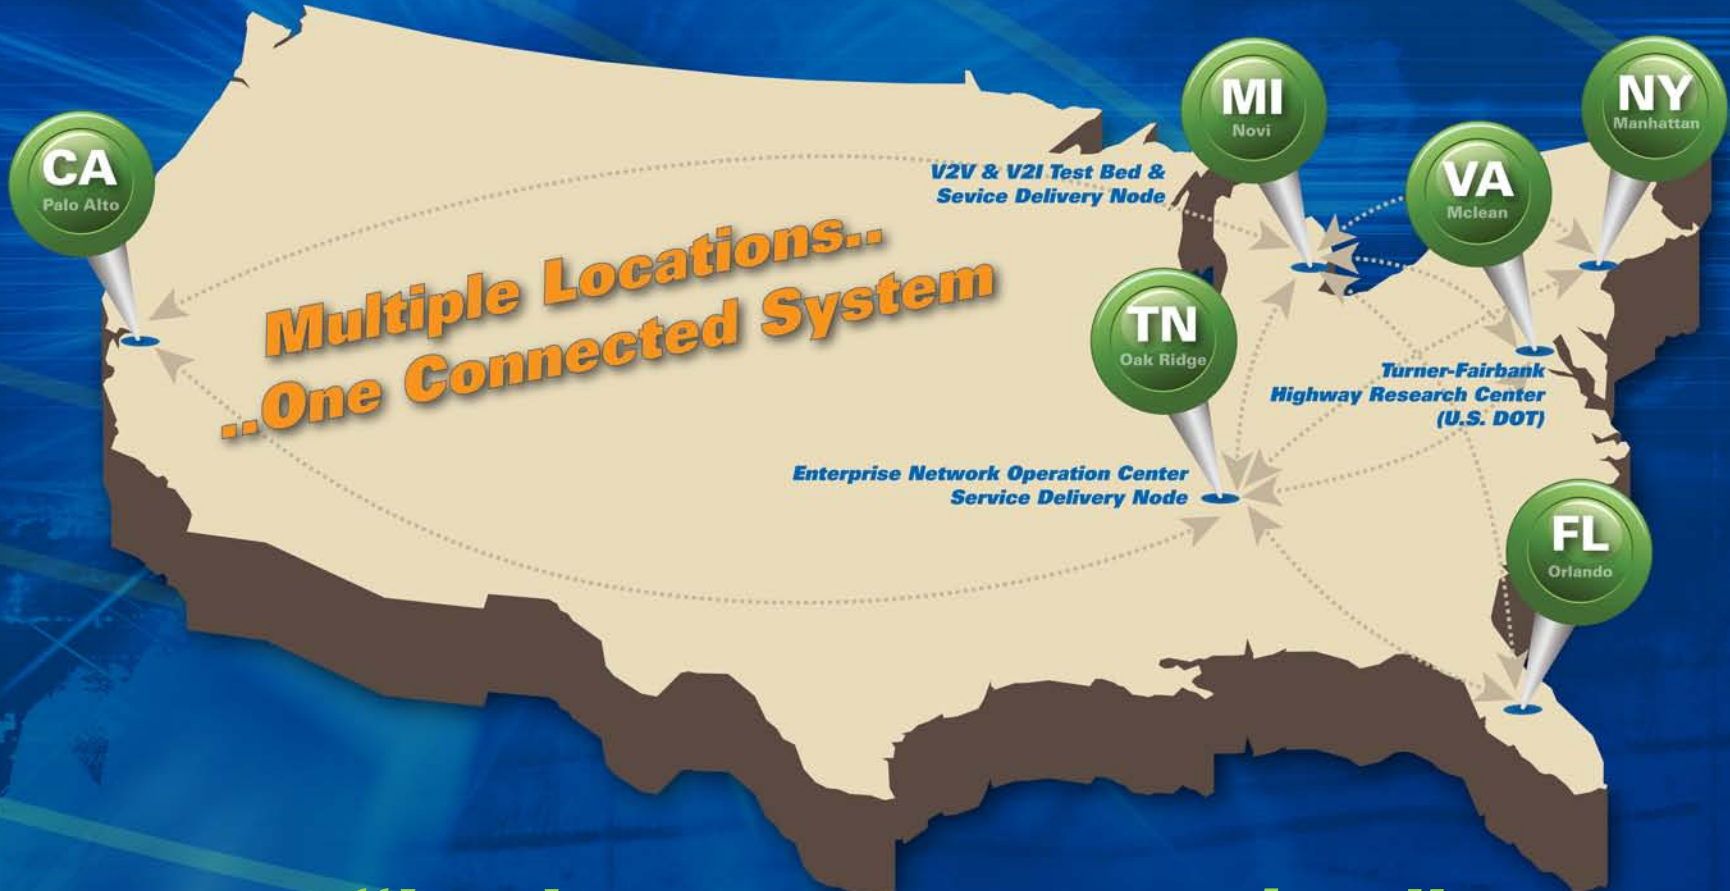 MI
Novi
NY
Manhattan
CA
Palo Alto
VA
Mclean
V2V & V2I Test Bed &
Sevice Delivery Node
Multiple Locations..
..One Connected System
TN
Oak Ridge
Turner-Fairbank
Highway Research Center
(U.S. DOT)
Enterprise Network Operation Center
Service Delivery Node
FL
Orlando